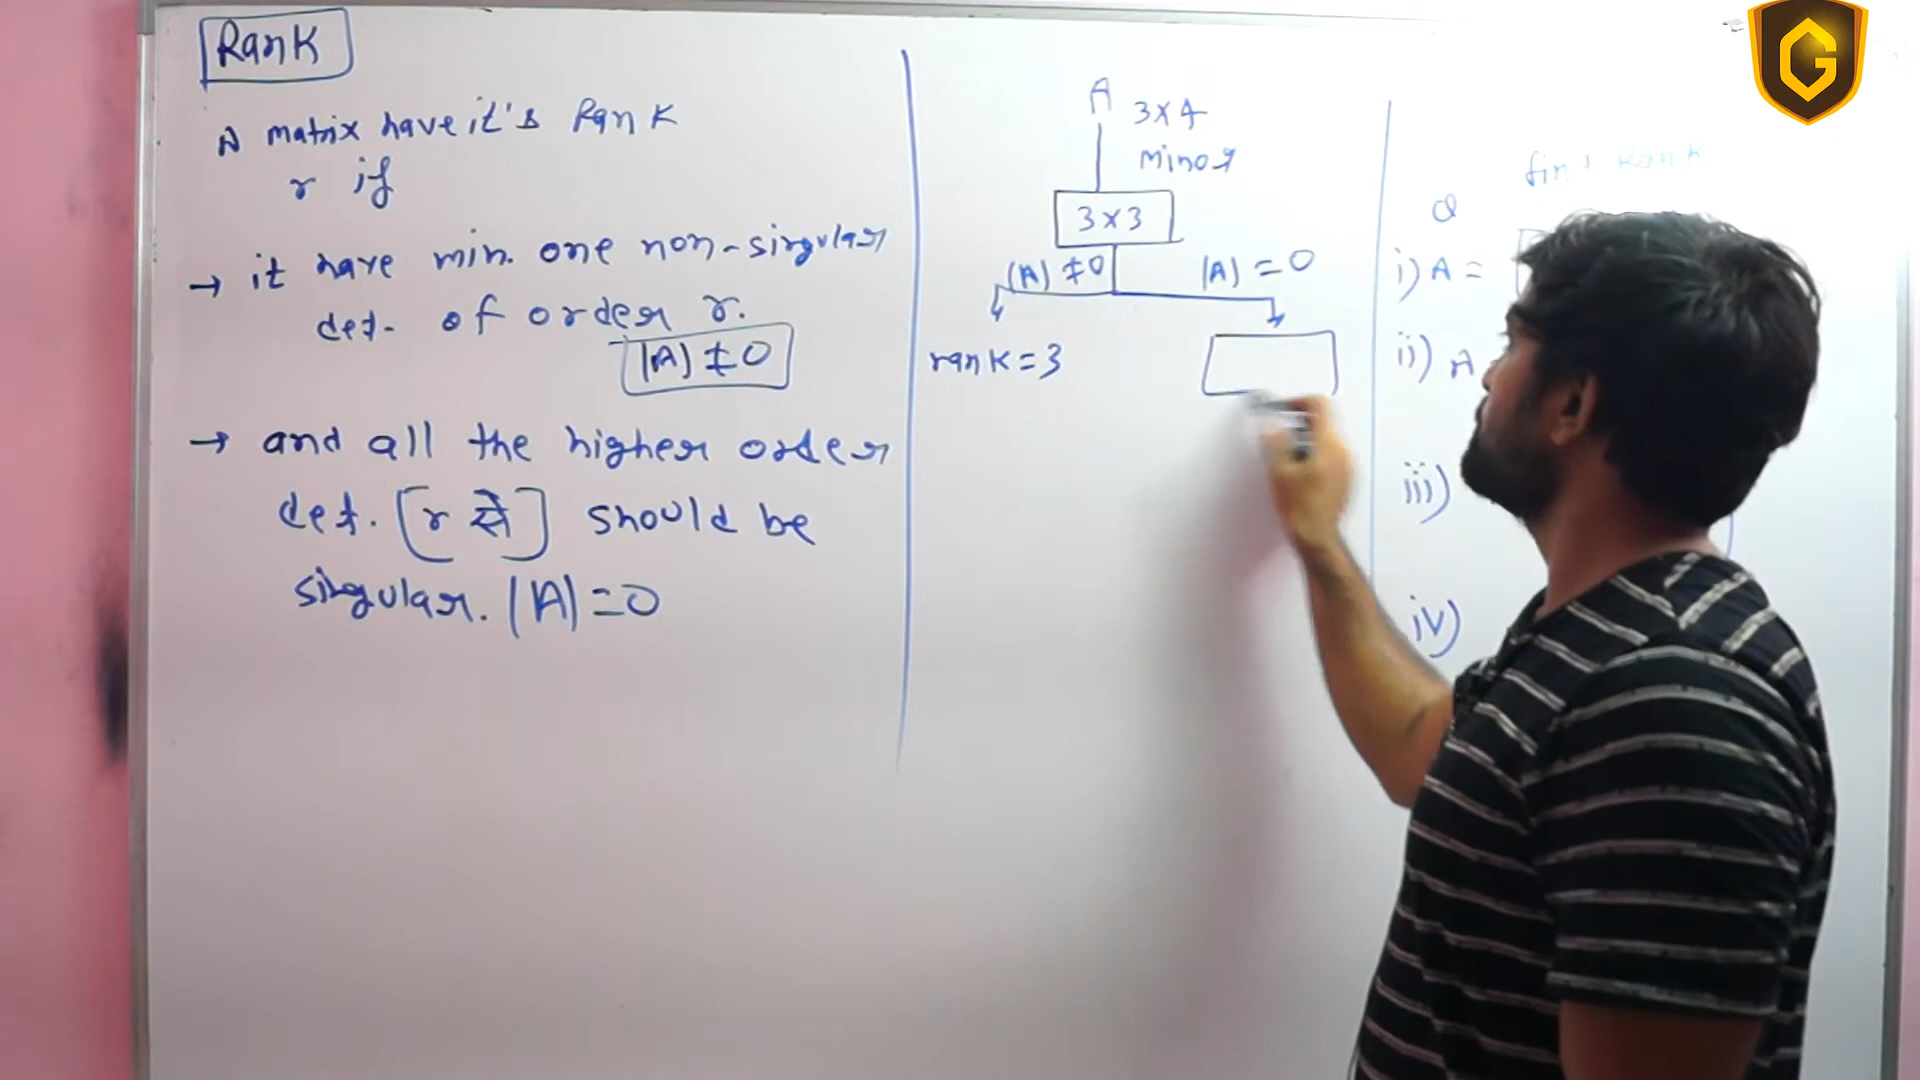 Rank
A matrix have it's Rank
r if
→ it have min. one non-singular
det. of order r.
|A| ≠ 0
→ and all the higher order
det. [r से] should be
singular. |A| = 0
A 3×4
minor
3×3
|A| ≠ 0
|A| = 0
rank = 3
find Rank
Q
i) A =
ii) A
iii)
iv)
G